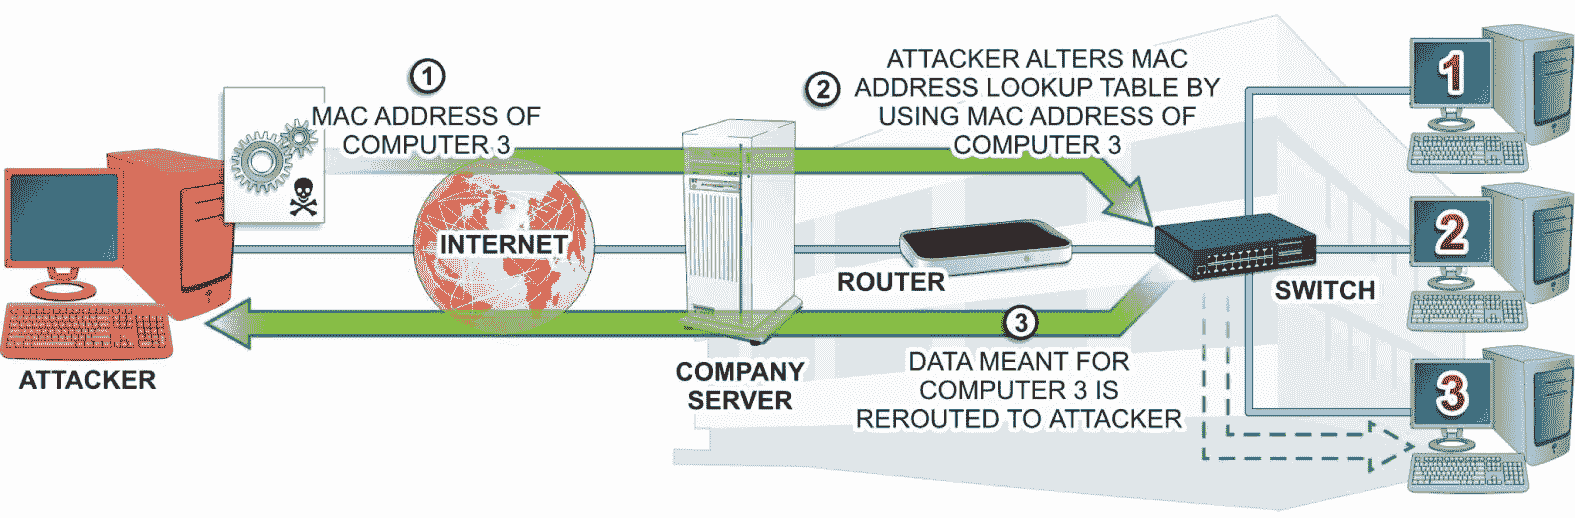 1
MAC ADDRESS OF
COMPUTER 3
2
ATTACKER ALTERS MAC
ADDRESS LOOKUP TABLE BY
USING MAC ADDRESS OF
COMPUTER 3
1
INTERNET
ROUTER
SWITCH
2
ATTACKER
COMPANY
SERVER
3
DATA MEANT FOR
COMPUTER 3 IS
REROUTED TO ATTACKER
3